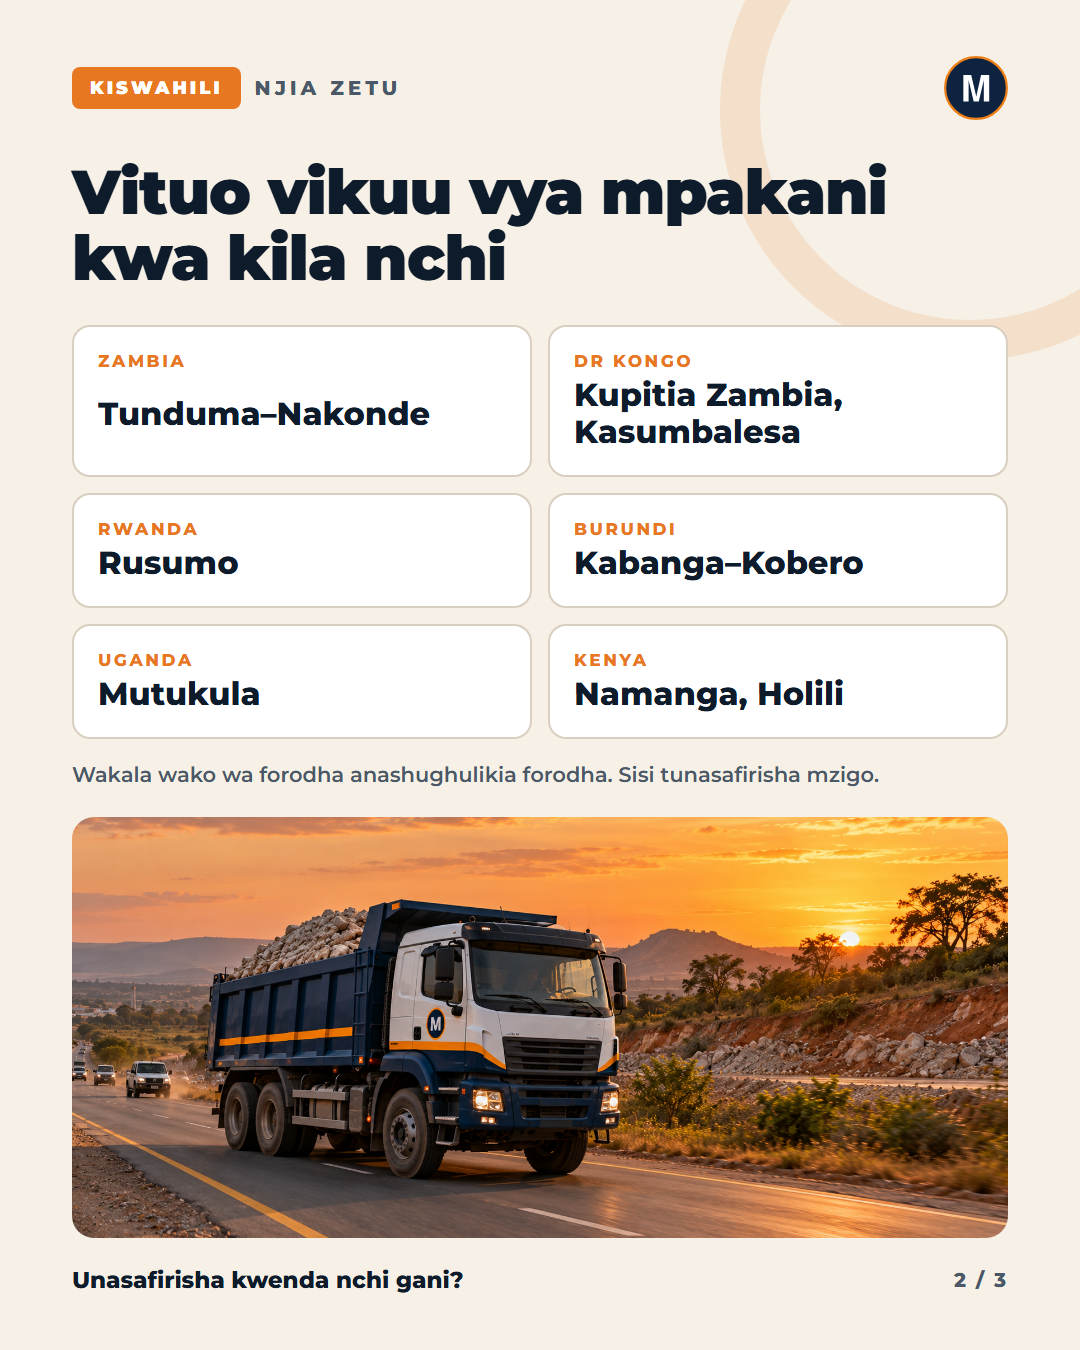 KISWAHILI NJIA ZETU
M
Vituo vikuu vya mpakani
kwa kila nchi
ZAMBIA
Tunduma–Nakonde
DR KONGO
Kupitia Zambia,
Kasumbalesa
RWANDA
Rusumo
BURUNDI
Kabanga–Kobero
UGANDA
Mutukula
KENYA
Namanga, Holili
Wakala wako wa forodha anashughulikia forodha. Sisi tunasafirisha mzigo.
M
Unasafirisha kwenda nchi gani?
2 / 3